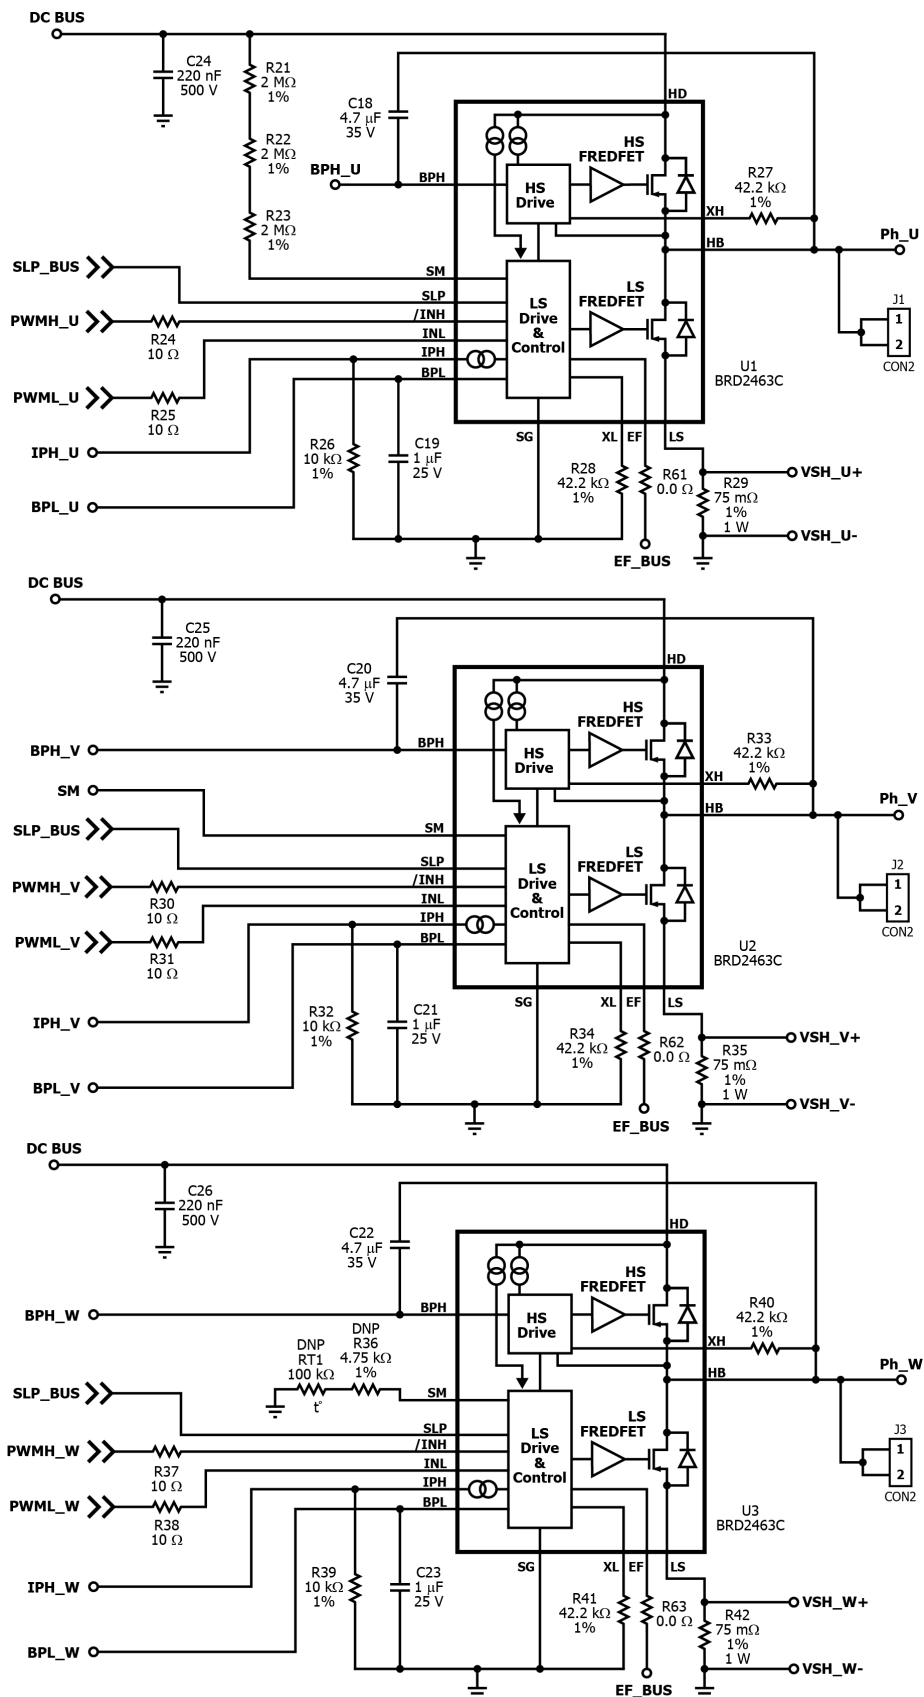 DC BUS
C24
220 nF
500 V
R21
2 MΩ
1%
R22
2 MΩ
1%
R23
2 MΩ
1%
C18
4.7 μF
35 V
BPH_U
BPH
HD
HS
FREDFET
HS
Drive
R27
42.2 kΩ
1%
XH
HB
Ph_U
SLP_BUS
SM
SLP
PWMH_U
R24
10 Ω
/INH
INL
IPH
BPL
LS
Drive
&
Control
LS
FREDFET
J1
1
2
CON2
U1
BRD2463C
PWML_U
R25
10 Ω
IPH_U
BPL_U
R26
10 kΩ
1%
C19
1 μF
25 V
SG
XL
EF
LS
R28
42.2 kΩ
1%
R61
0.0 Ω
EF_BUS
R29
75 mΩ
1%
1 W
VSH_U+
VSH_U-
DC BUS
C25
220 nF
500 V
C20
4.7 μF
35 V
BPH_V
BPH
HD
HS
FREDFET
HS
Drive
R33
42.2 kΩ
1%
XH
HB
Ph_V
SM
SM
SLP_BUS
SLP
PWMH_V
R30
10 Ω
/INH
INL
IPH
BPL
LS
Drive
&
Control
LS
FREDFET
J2
1
2
CON2
U2
BRD2463C
PWML_V
R31
10 Ω
IPH_V
BPL_V
R32
10 kΩ
1%
C21
1 μF
25 V
SG
XL
EF
LS
R34
42.2 kΩ
1%
R62
0.0 Ω
EF_BUS
R35
75 mΩ
1%
1 W
VSH_V+
VSH_V-
DC BUS
C26
220 nF
500 V
C22
4.7 μF
35 V
BPH_W
BPH
HD
HS
FREDFET
HS
Drive
R40
42.2 kΩ
1%
XH
HB
Ph_W
DNP
RT1
100 kΩ
t°
DNP
R36
4.75 kΩ
1%
SM
SLP_BUS
SLP
PWMH_W
R37
10 Ω
/INH
INL
IPH
BPL
LS
Drive
&
Control
LS
FREDFET
J3
1
2
CON2
U3
BRD2463C
PWML_W
R38
10 Ω
IPH_W
BPL_W
R39
10 kΩ
1%
C23
1 μF
25 V
SG
XL
EF
LS
R41
42.2 kΩ
1%
R63
0.0 Ω
EF_BUS
R42
75 mΩ
1%
1 W
VSH_W+
VSH_W-